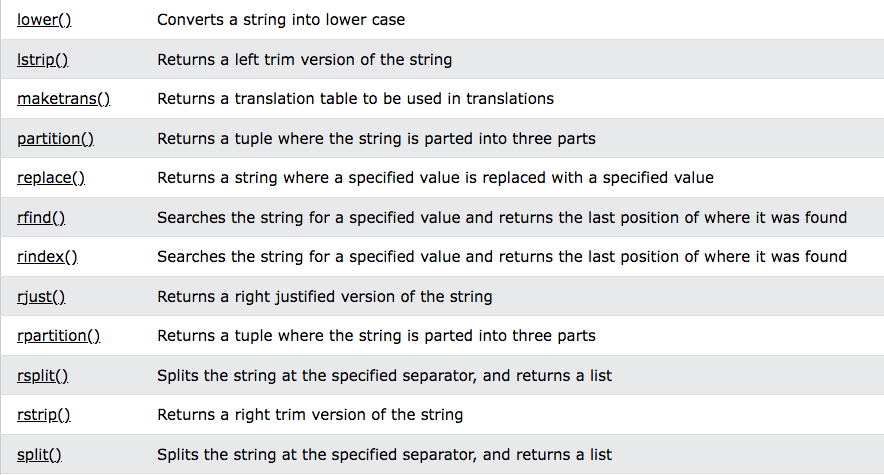 lower() Converts a string into lower case
lstrip() Returns a left trim version of the string
maketrans() Returns a translation table to be used in translations
partition() Returns a tuple where the string is parted into three parts
replace() Returns a string where a specified value is replaced with a specified value
rfind() Searches the string for a specified value and returns the last position of where it was found
rindex() Searches the string for a specified value and returns the last position of where it was found
rjust() Returns a right justified version of the string
rpartition() Returns a tuple where the string is parted into three parts
rsplit() Splits the string at the specified separator, and returns a list
rstrip() Returns a right trim version of the string
split() Splits the string at the specified separator, and returns a list